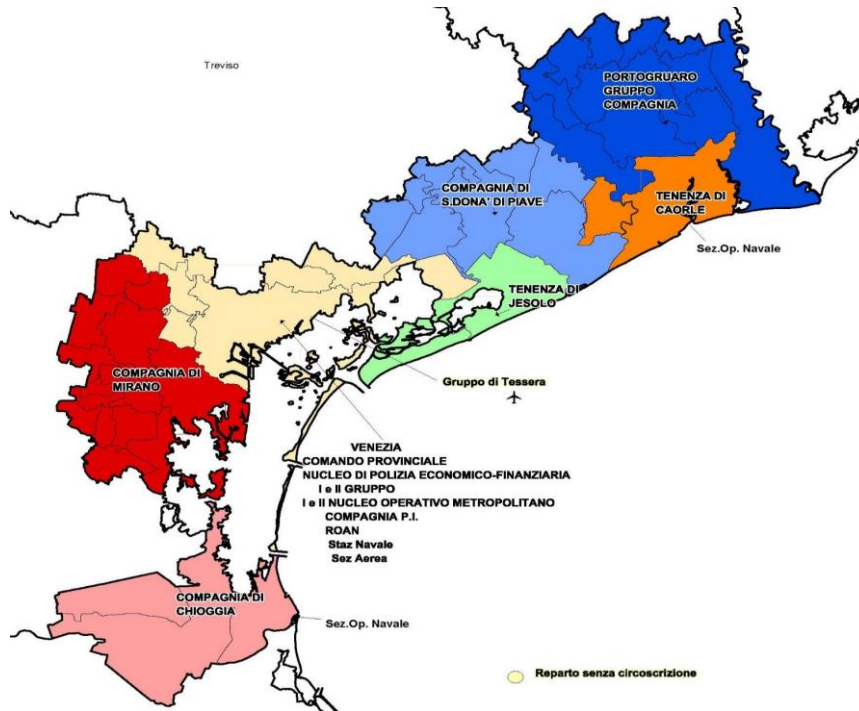 Treviso
PORTOGRUARO
GRUPPO
COMPAGNIA
COMPAGNIA DI
S.DONA' DI PIAVE
TENENZA DI
CAORLE
Sez.Op. Navale
TENENZA DI
JESOLO
COMPAGNIA DI
MIRANO
Gruppo di Tessera
VENEZIA
COMANDO PROVINCIALE
NUCLEO DI POLIZIA ECONOMICO-FINANZIARIA
I e II GRUPPO
I e II NUCLEO OPERATIVO METROPOLITANO
COMPAGNIA P.I.
ROAN
Staz Navale
Sez Aerea
COMPAGNIA DI
CHIOGGIA
Sez.Op. Navale
Reparto senza circoscrizione